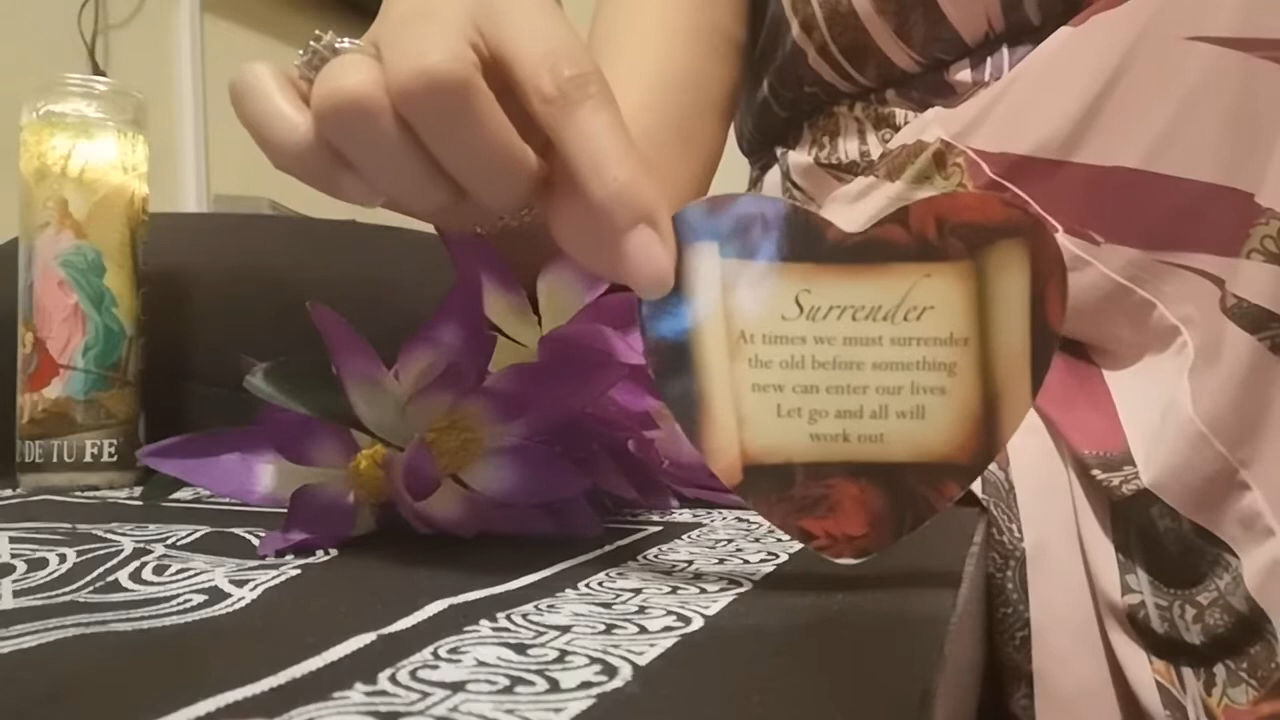 DE TU FE
Surrender
At times we must surrender
the old before something
new can enter our lives
Let go and all will
work out